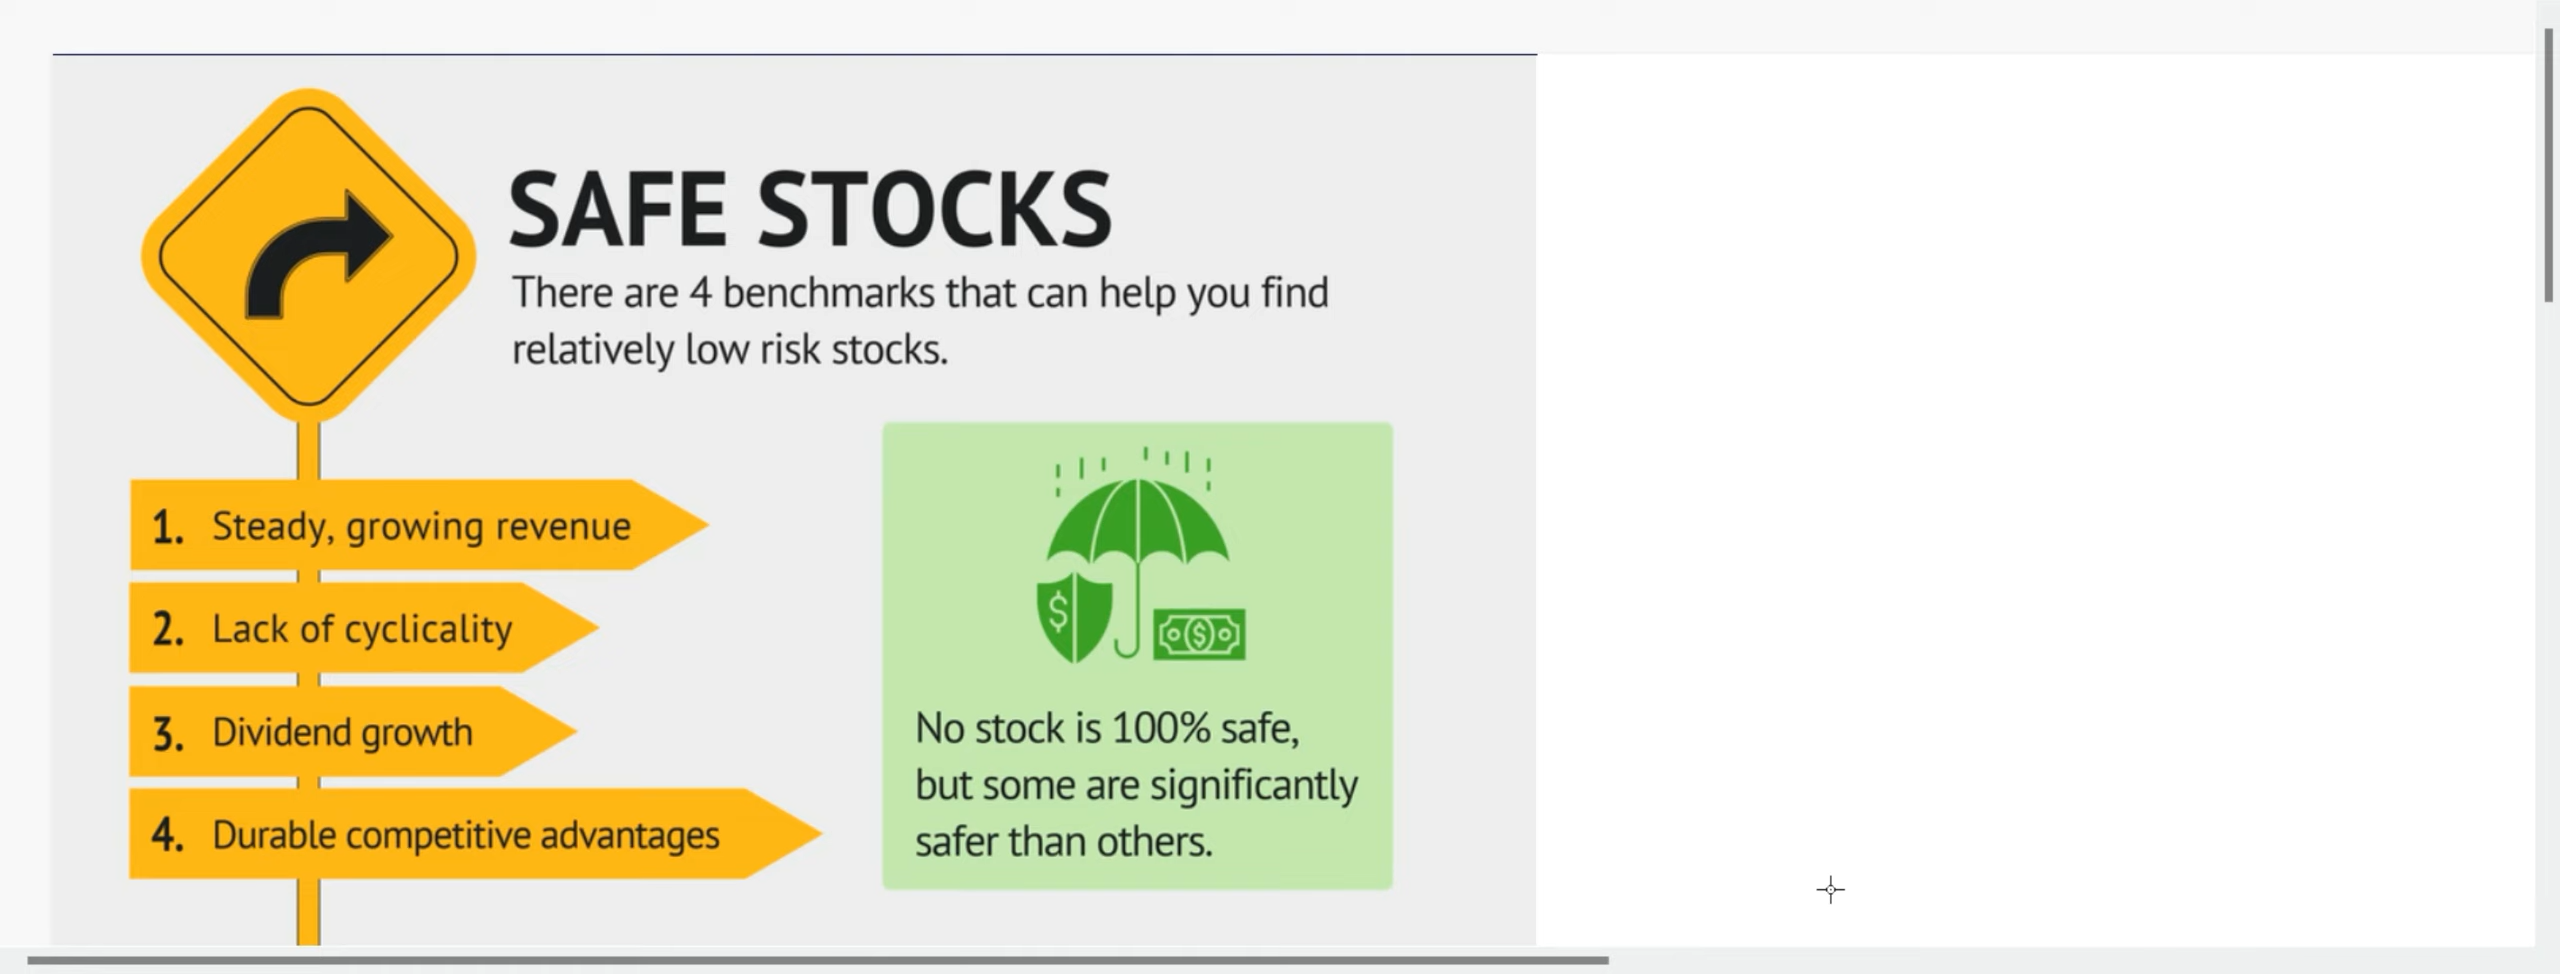 SAFE STOCKS
There are 4 benchmarks that can help you find
relatively low risk stocks.
1. Steady, growing revenue
2. Lack of cyclicality
3. Dividend growth
4. Durable competitive advantages
$
$
No stock is 100% safe,
but some are significantly
safer than others.